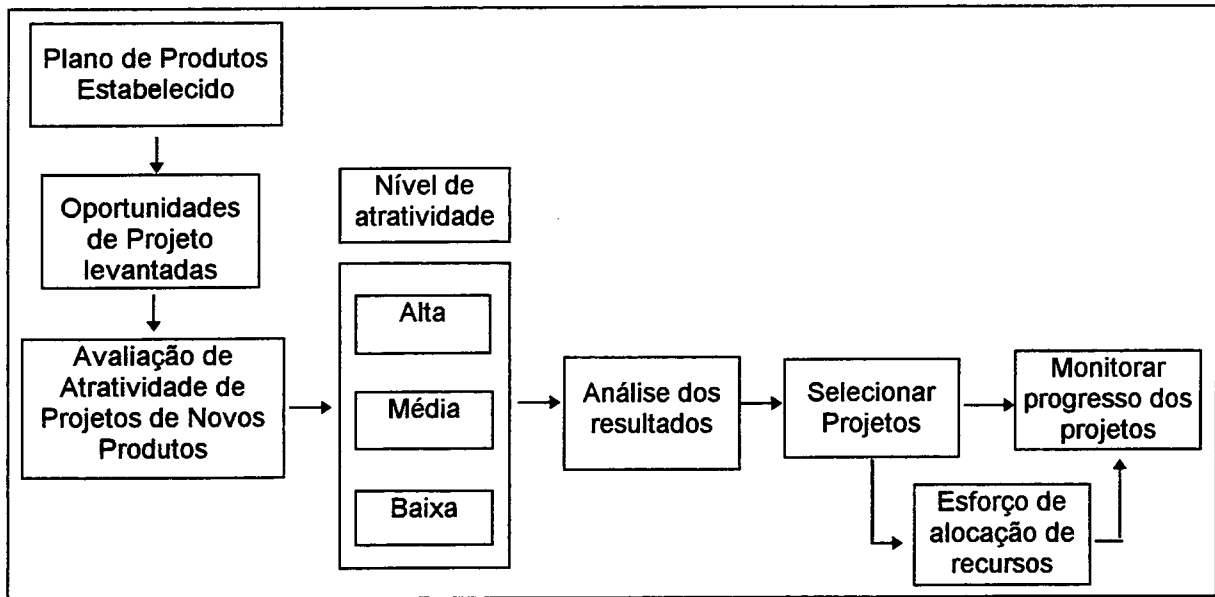 Plano de Produtos
Estabelecido
Oportunidades
de Projeto
levantadas
Avaliação de
Atratividade de
Projetos de Novos
Produtos
Nível de
atratividade
Alta
Média
Baixa
Análise dos
resultados
Selecionar
Projetos
Monitorar
progresso dos
projetos
Esforço de
alocação de
recursos